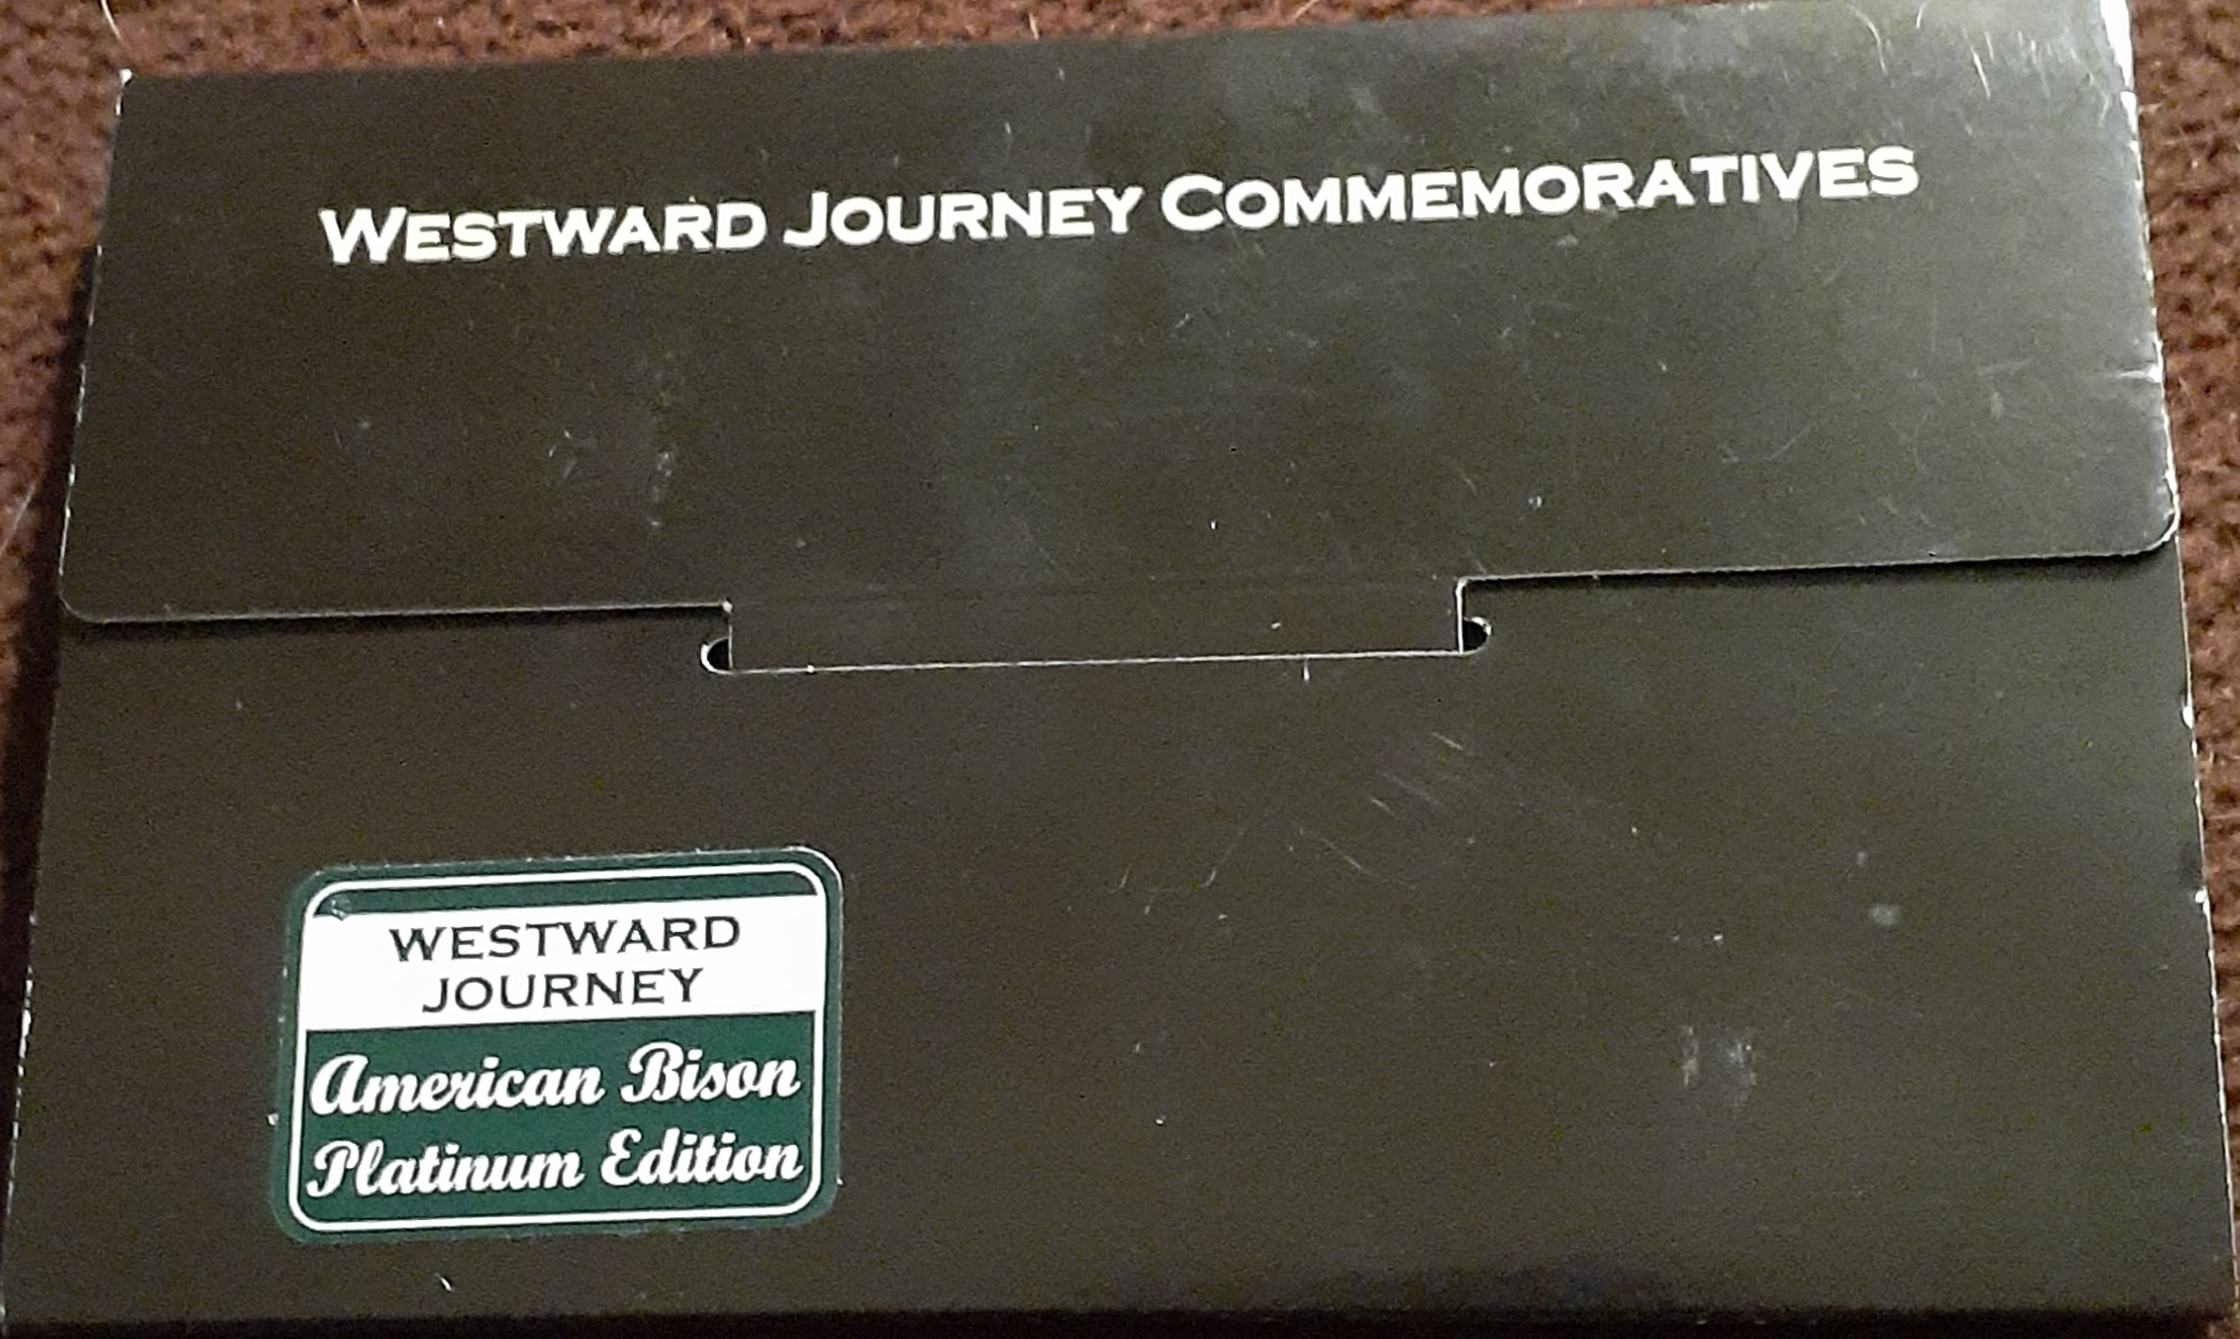 WESTWARD JOURNEY COMMEMORATIVES
WESTWARD
JOURNEY
American Bison
Platinum Edition